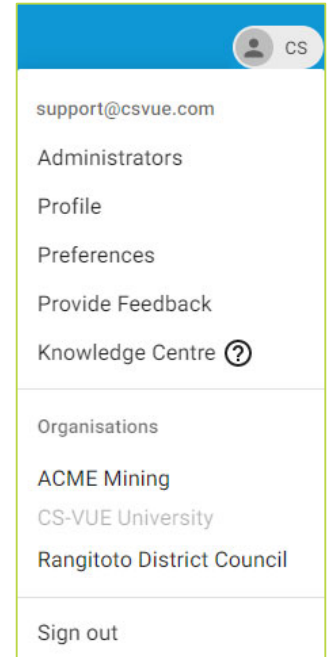 CS
support@csvue.com
Administrators
Profile
Preferences
Provide Feedback
Knowledge Centre ?
Organisations
ACME Mining
CS-VUE University
Rangitoto District Council
Sign out